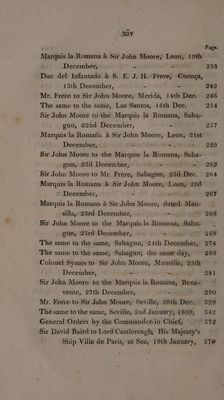 xiv
Page.
Marquis la Romana à Sir John Moore, Leon, 19th
December, - 238
Duc del Infantado à S. E. J. H. Frere, Cuença,
13th December, - - 242
Mr. Frere to Sir John Moore, Merida, 14th Dec. 246
The same to the same, Las Santos, 16th Dec. 254
Sir John Moore to the Marquis la Romana, Saha-
gun, 22nd December, - - 257
Marquis la Romana à Sir John Moore, Leon, 21st
December, - - - 259
Sir John Moore to the Marquis la Romana, Saha-
gun, 23d December, - - - 262
Sir John Moore to Mr. Frere, Sahagun, 23d Dec. 264
Marquis la Romana à Sir John Moore, Leon, 22d
December, - - - 267
Marquis la Romana à Sir John Moore, dated Man-
silla, 23rd December, - - 268
Sir John Moore to the Marquis la Romana, Saha-
gun, 23rd December, - - 269
The same to the same, Sahagun, 24th December, 274
The same to the same, Sahagun, the same day, 280
Colonel Symes to Sir John Moore, Mansilla, 25th
December, - - - 281
Sir John Moore to the Marquis la Romana, Bena-
vente, 27th December, - - 290
Mr. Frere to Sir John Moore, Seville, 28th Dec. 329
The same to the same, Seville, 2nd January, 1809, 342
General Orders by the Commander in Chief, 372
Sir David Baird to Lord Castlereagh, His Majesty's
Ship Ville de Paris, at Sea, 18th January, 374